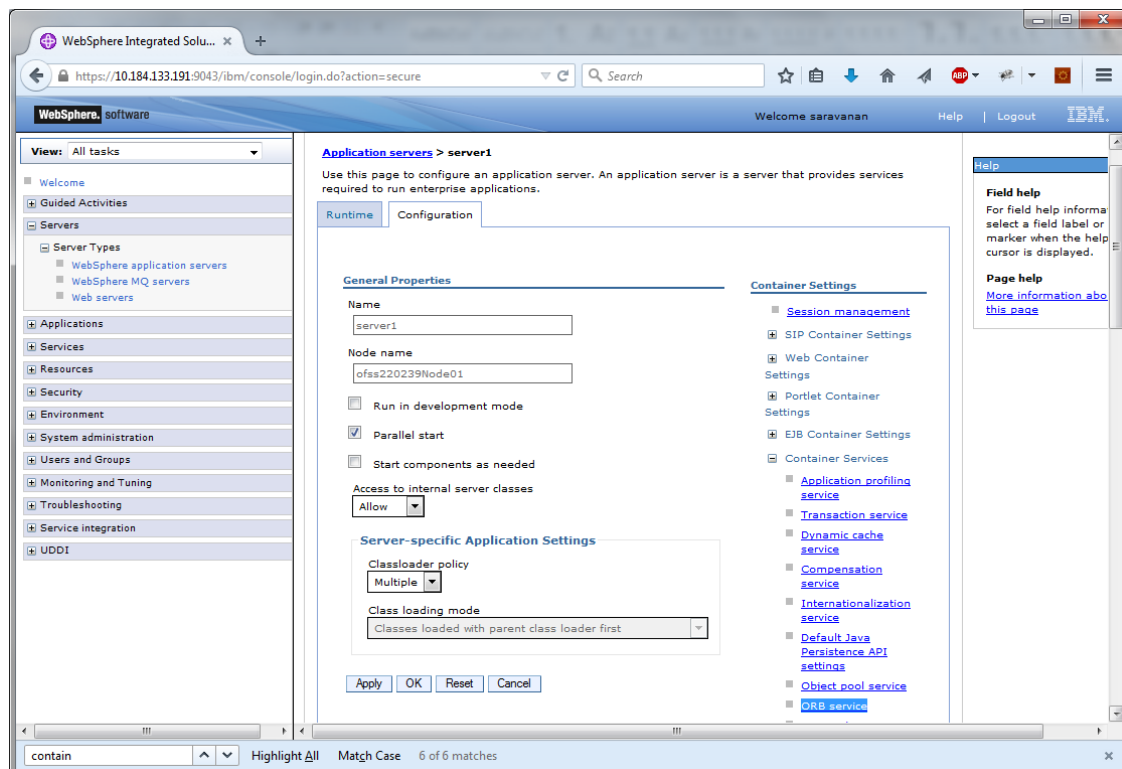 WebSphere Integrated Solu... × +
https://10.184.133.191:9043/ibm/console/login.do?action=secure
Search
ABP
WebSphere. software
Welcome saravanan
Help | Logout
IBM.
View: All tasks
Welcome
Guided Activities
Servers
Server Types
WebSphere application servers
WebSphere MQ servers
Web servers
Applications
Services
Resources
Security
Environment
System administration
Users and Groups
Monitoring and Tuning
Troubleshooting
Service integration
UDDI
Application servers > server1
Use this page to configure an application server. An application server is a server that provides services
required to run enterprise applications.
Runtime
Configuration
General Properties
Name
server1
Node name
ofss220239Node01
Run in development mode
Parallel start
Start components as needed
Access to internal server classes
Allow
Server-specific Application Settings
Classloader policy
Multiple
Class loading mode
Classes loaded with parent class loader first
Apply OK Reset Cancel
Container Settings
Session management
SIP Container Settings
Web Container
Settings
Portlet Container
Settings
EJB Container Settings
Container Services
Application profiling
service
Transaction service
Dynamic cache
service
Compensation
service
Internationalization
service
Default Java
Persistence API
settings
Object pool service
ORB service
Help
Field help
For field help informa
select a field label or
marker when the help
cursor is displayed.
Page help
More information abo
this page
contain
Highlight All Match Case 6 of 6 matches ×